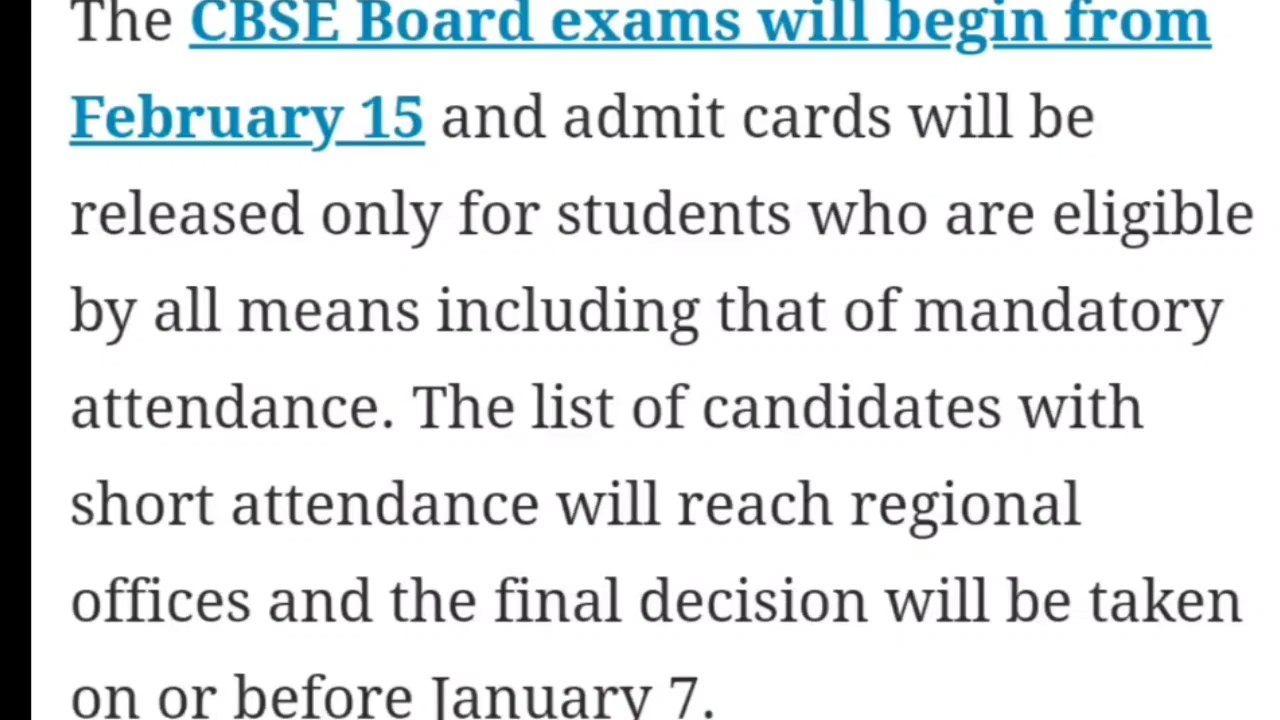 The CBSE Board exams will begin from
February 15 and admit cards will be
released only for students who are eligible
by all means including that of mandatory
attendance. The list of candidates with
short attendance will reach regional
offices and the final decision will be taken
on or before January 7.